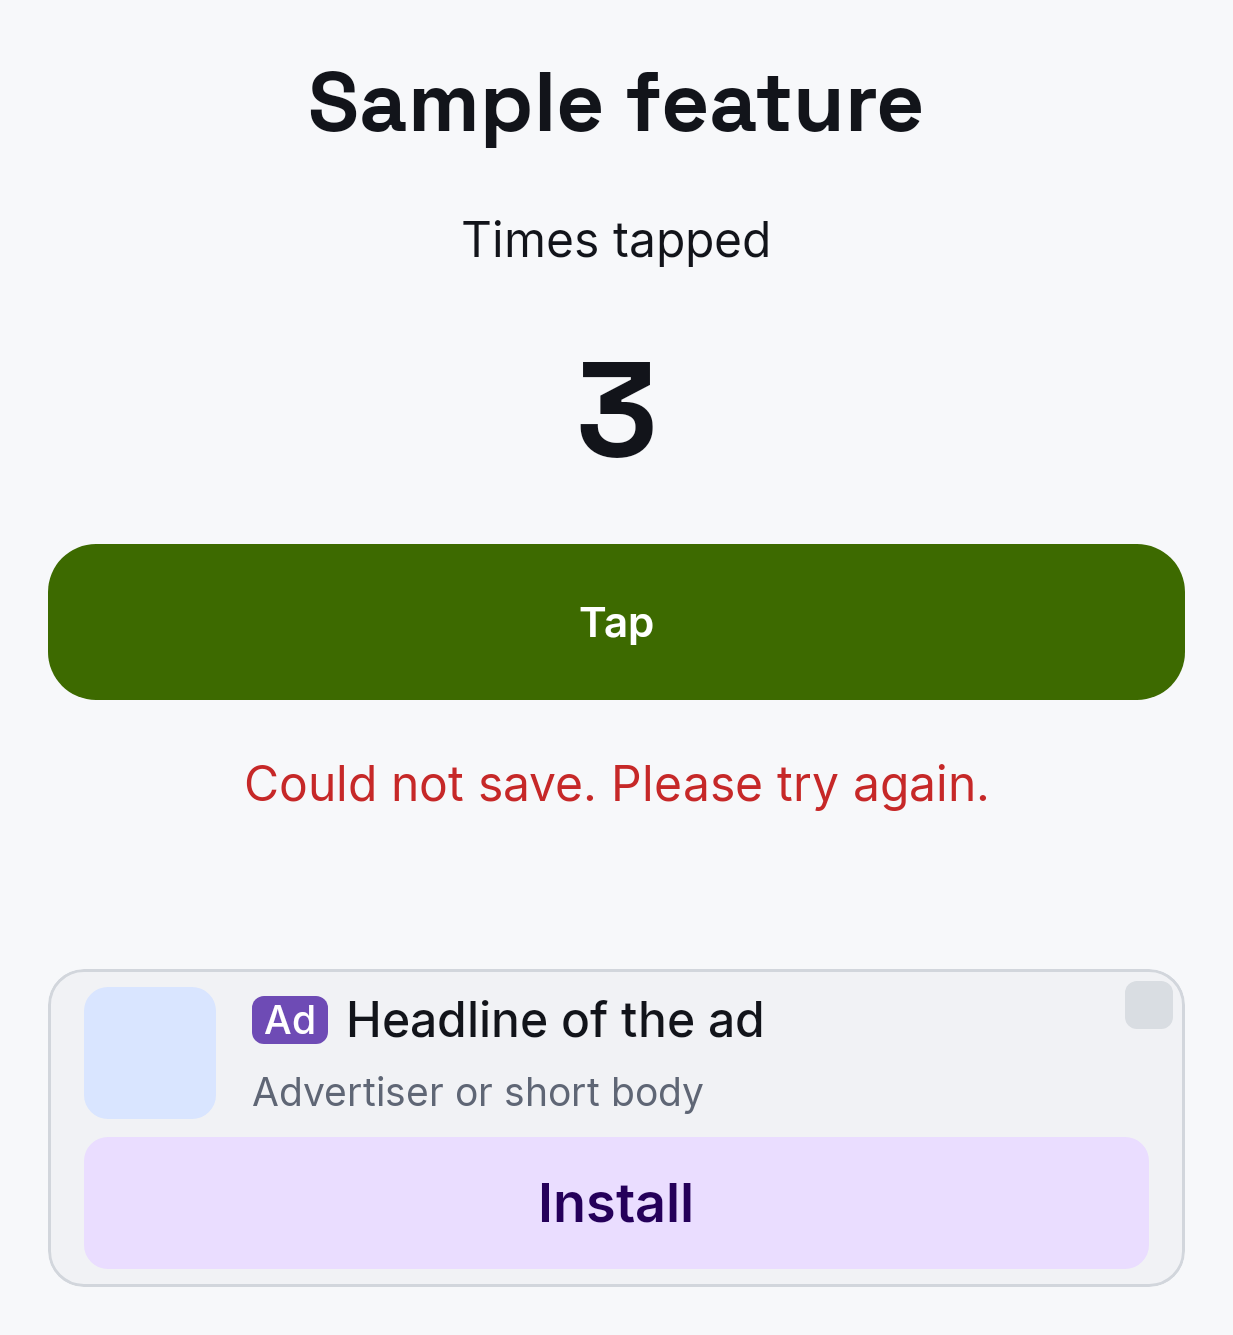 Sample feature
Times tapped
3
Tap
Could not save. Please try again.
Ad Headline of the ad
Advertiser or short body
Install